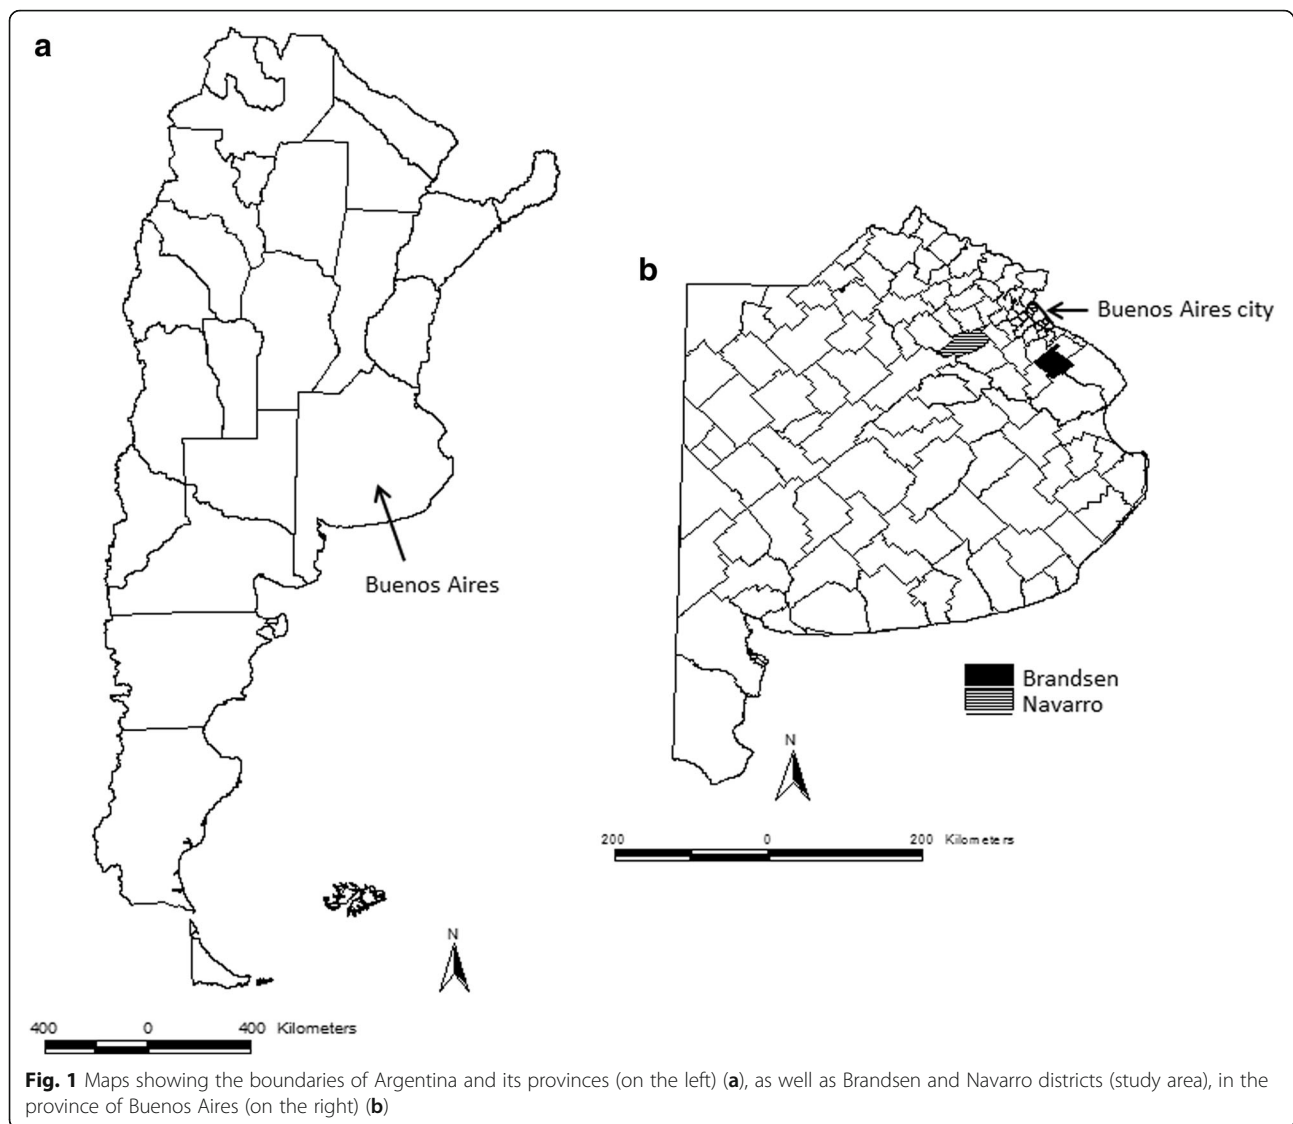 a
Buenos Aires
N
400 0 400 Kilometers
b
Buenos Aires city
Brandsen
Navarro
N
200 0 200 Kilometers
Fig. 1 Maps showing the boundaries of Argentina and its provinces (on the left) (a), as well as Brandsen and Navarro districts (study area), in the
province of Buenos Aires (on the right) (b)